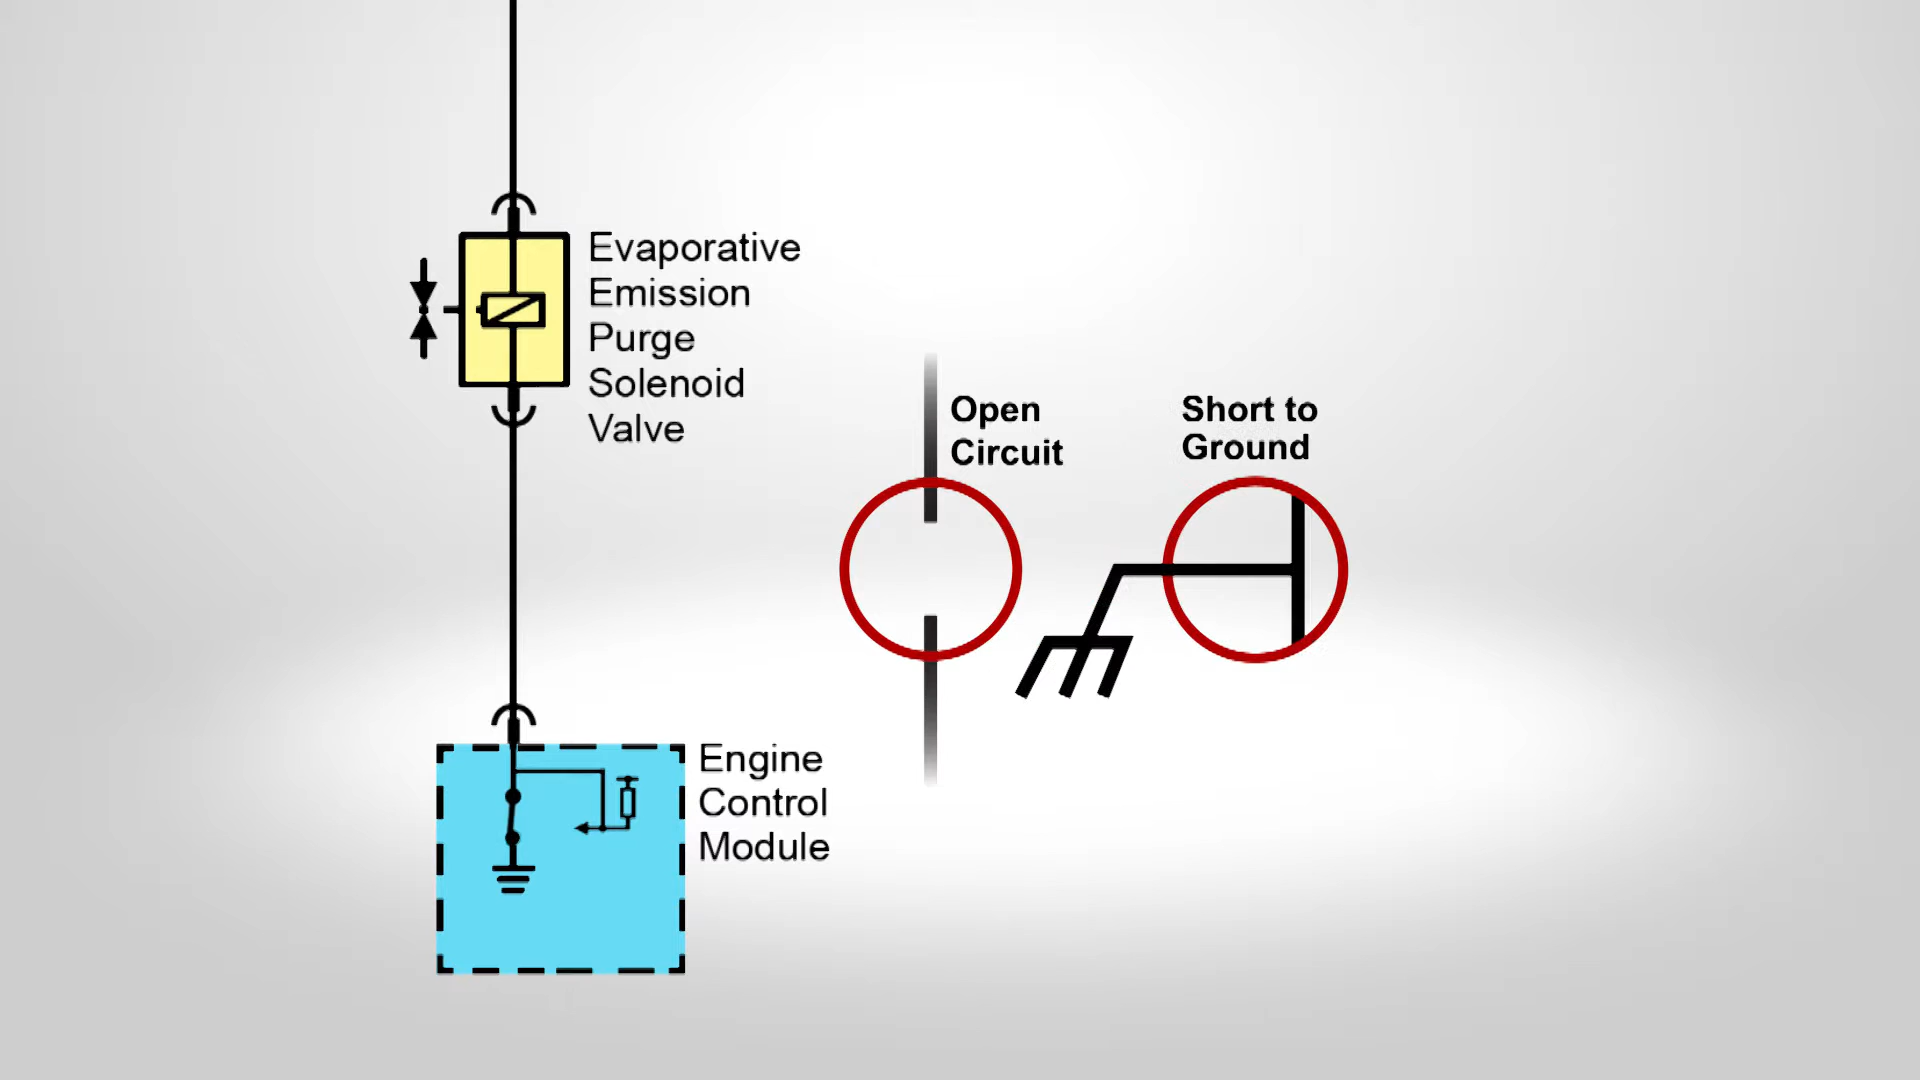 Evaporative
Emission
Purge
Solenoid
Valve
Open
Circuit
Short to
Ground
Engine
Control
Module